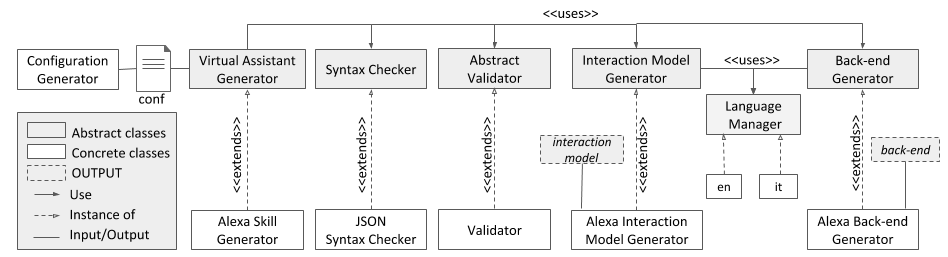 <<uses>>
Configuration
Generator
conf
Virtual Assistant
Generator
Syntax Checker
Abstract
Validator
Interaction Model
Generator
<<uses>>
Back-end
Generator
Language
Manager
Abstract classes
Concrete classes
OUTPUT
Use
Instance of
Input/Output
<<extends>>
<<extends>>
<<extends>>
interaction
model
<<extends>>
en
it
<<extends>>
back-end
Alexa Skill
Generator
JSON
Syntax Checker
Validator
Alexa Interaction
Model Generator
Alexa Back-end
Generator